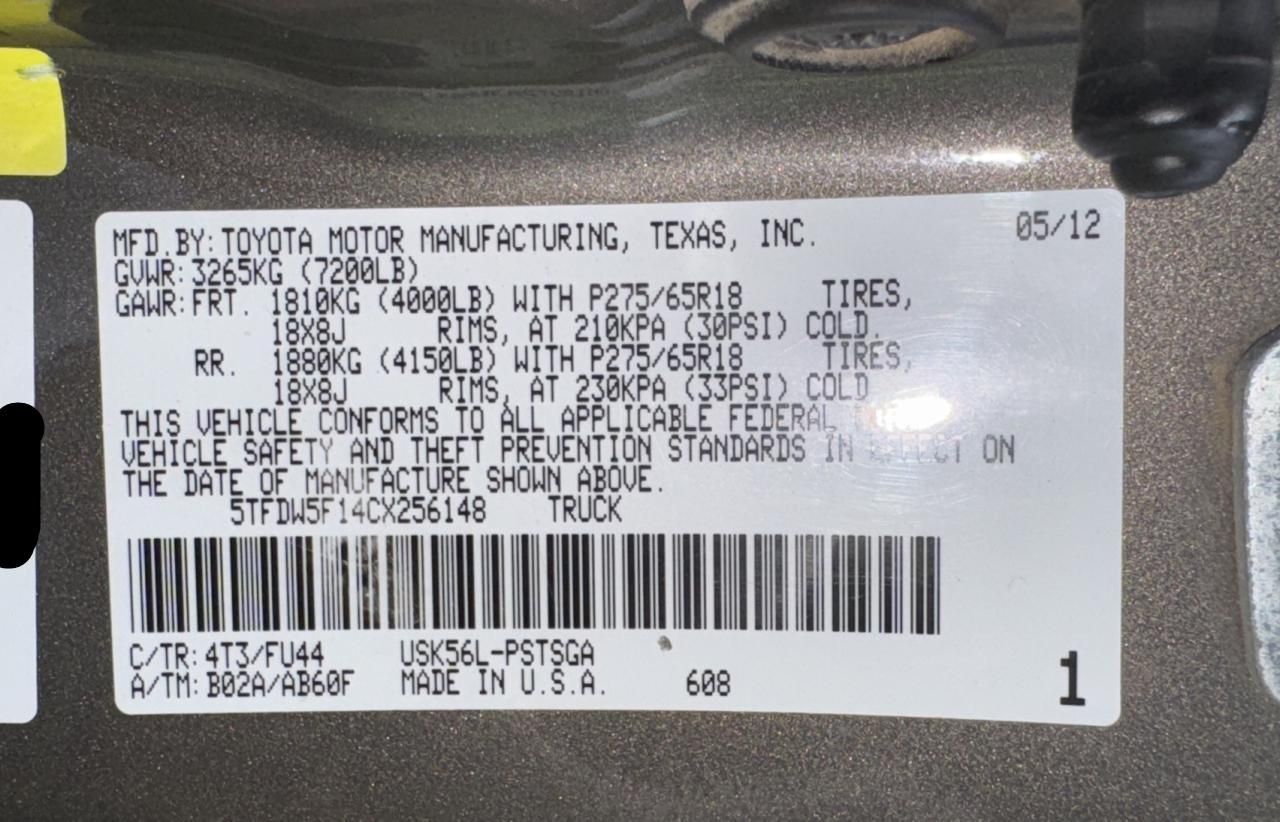 MFD.BY: TOYOTA MOTOR MANUFACTURING, TEXAS, INC. 05/12
GVWR: 3265KG (7200LB)
GAWR: FRT. 1810KG (4000LB) WITH P275/65R18 TIRES,
18X8J RIMS, AT 210KPA (30PSI) COLD.
RR. 1880KG (4150LB) WITH P275/65R18 TIRES,
18X8J RIMS, AT 230KPA (33PSI) COLD
THIS VEHICLE CONFORMS TO ALL APPLICABLE FEDERAL
VEHICLE SAFETY AND THEFT PREVENTION STANDARDS IN EFFECT ON
THE DATE OF MANUFACTURE SHOWN ABOVE.
5TFDW5F14CX256148 TRUCK
C/TR: 4T3/FU44 USK56L-PSTSGA
A/TM: B02A/AB60F MADE IN U.S.A. 608 1